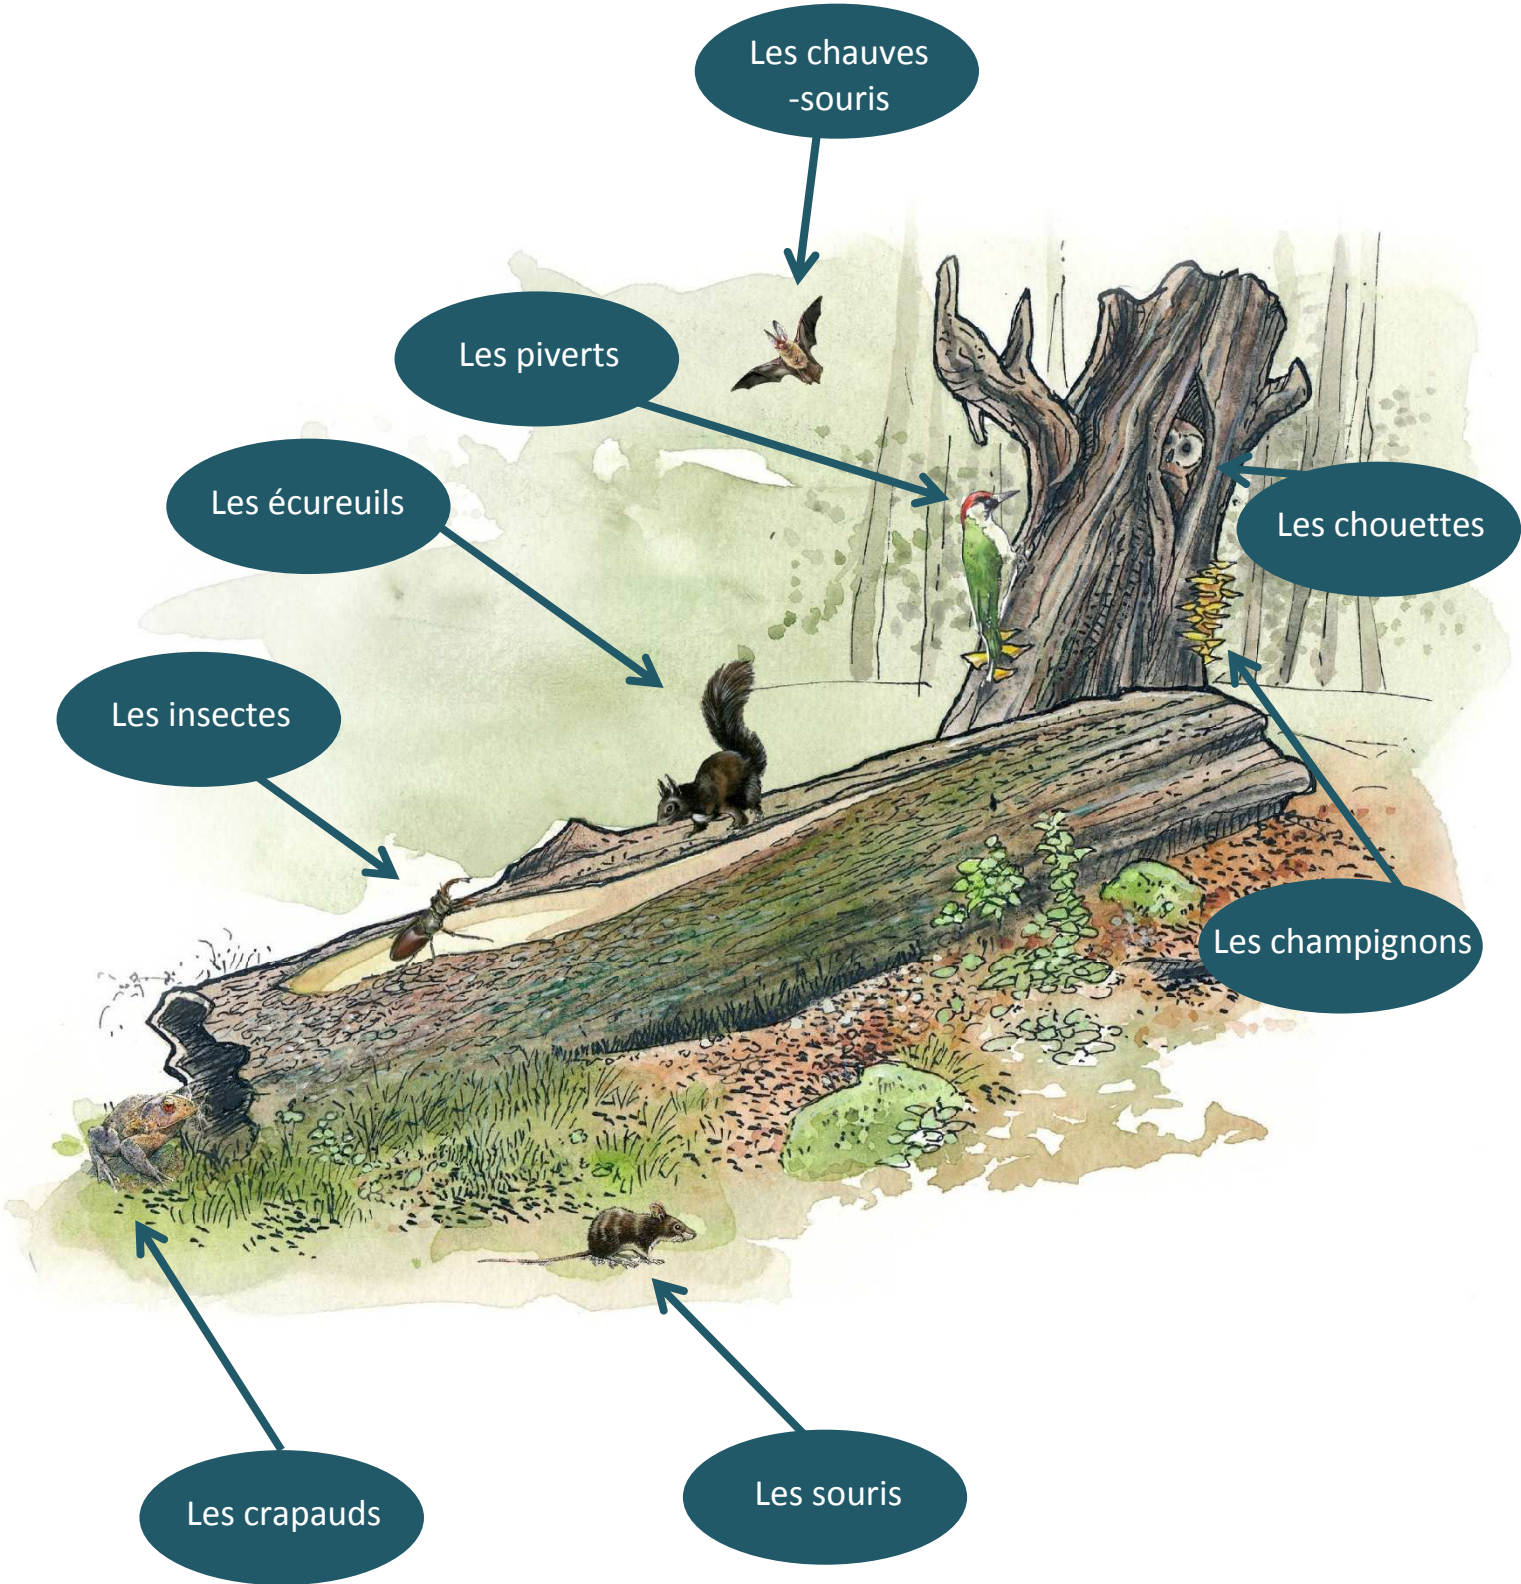 Les chauves
-souris
Les piverts
Les écureuils
Les chouettes
Les insectes
Les champignons
Les crapauds
Les souris